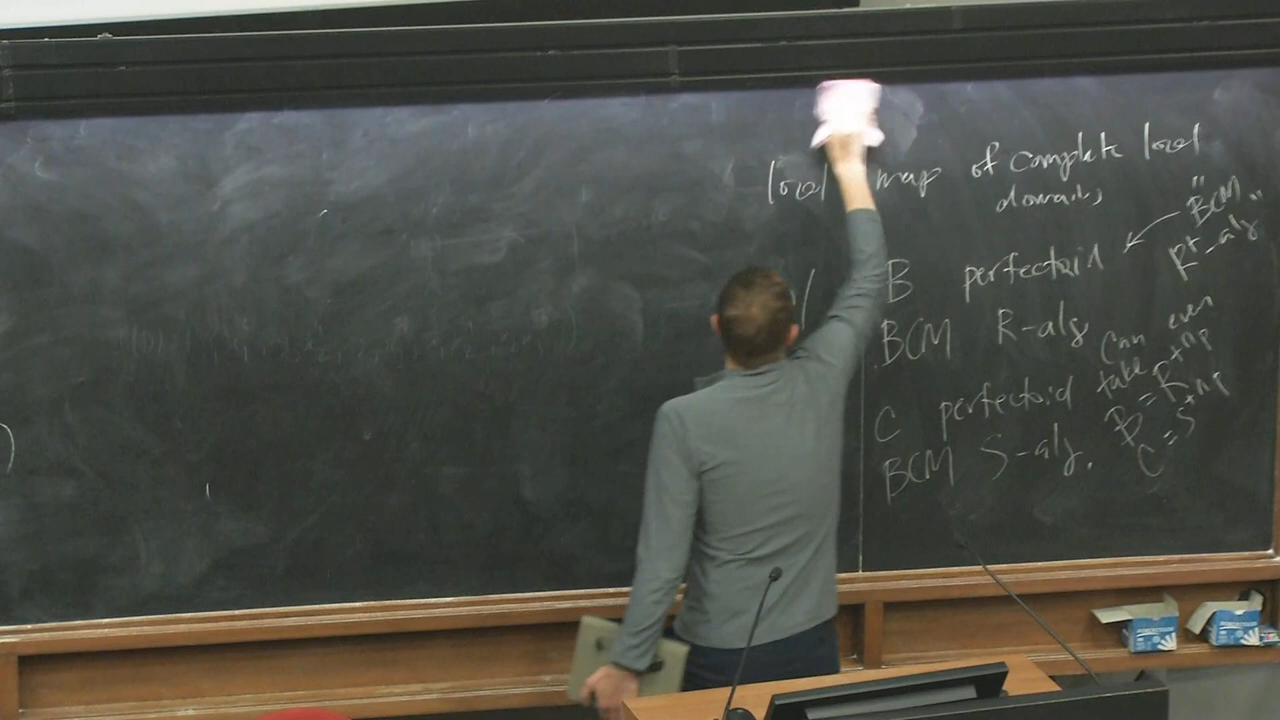 local map of complete local
domains
"BCM"
R+-alg
B perfectoid
BCM R-alg
Can even
take
B = R+np
C = S+np
C perfectoid
BCM S-alg.